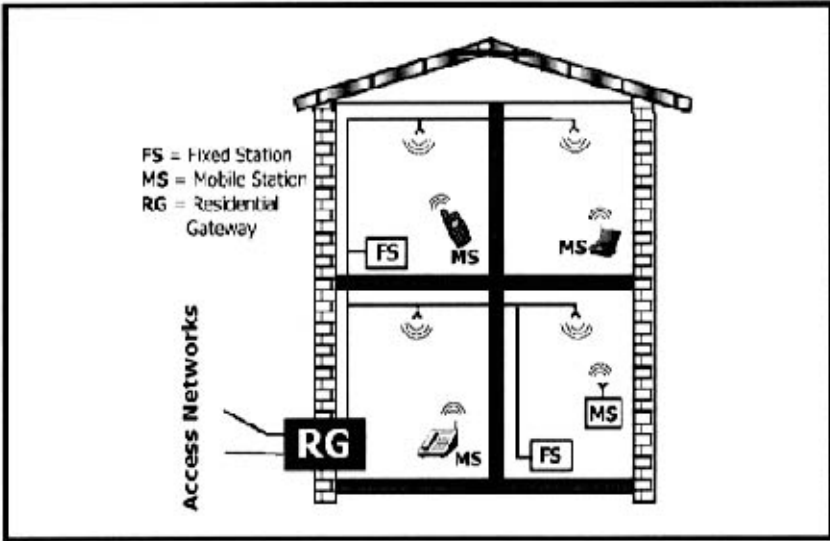 FS = Fixed Station
MS = Mobile Station
RG = Residential
Gateway
FS
MS
MS
Access Networks
RG
MS
MS
FS